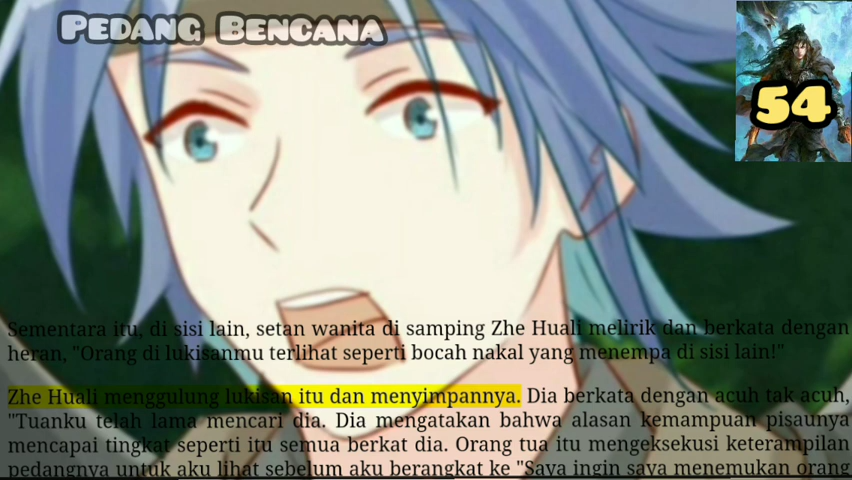 PEDANG BENCANA
54
Sementara itu, di sisi lain, setan wanita di samping Zhe Huali melirik dan berkata dengan
heran, "Orang di lukisanmu terlihat seperti bocah nakal yang menempa di sisi lain!"
Zhe Huali menggulung lukisan itu dan menyimpannya. Dia berkata dengan acuh tak acuh,
"Tuanku telah lama mencari dia. Dia mengatakan bahwa alasan kemampuan pisaunya
mencapai tingkat seperti itu semua berkat dia. Orang tua itu mengeksekusi keterampilan
pedangnya untuk aku lihat sebelum aku berangkat ke "Saya ingin saya menemukan orang